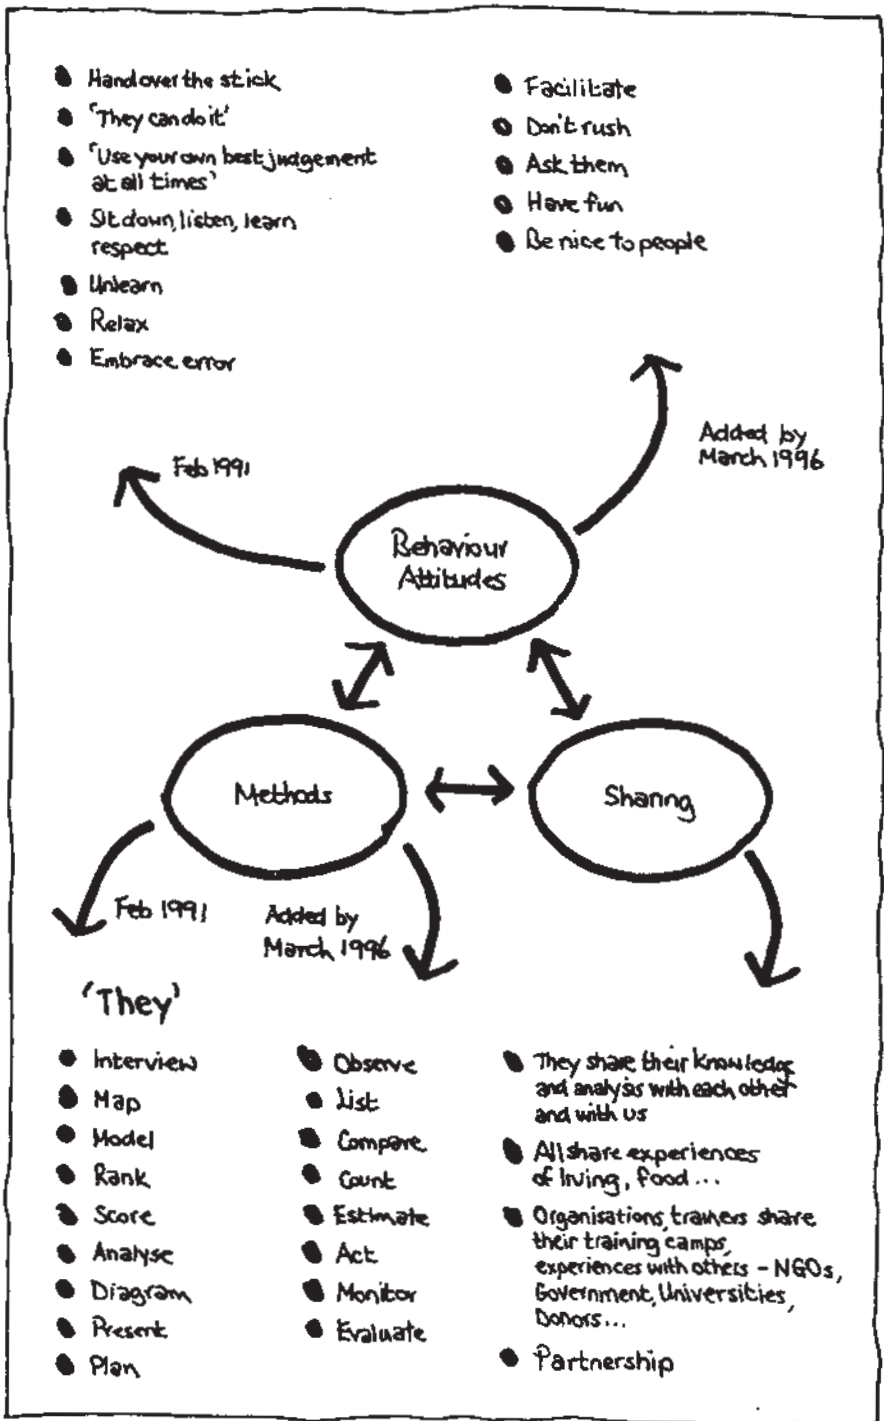 Hand over the stick
'They can do it'
'Use your own best judgement
at all times'
Sit down, listen, learn
respect
Unlearn
Relax
Embrace error
Facilitate
Don't rush
Ask them
Have fun
Be nice to people
Feb 1991
Added by
March 1996
Behaviour
Attitudes
Methods
Sharing
Feb 1991
Added by
March 1996
'They'
Interview
Map
Model
Rank
Score
Analyse
Diagram
Present
Plan
Observe
List
Compare
Count
Estimate
Act
Monitor
Evaluate
They share their knowledge
and analysis with each other
and with us
All share experiences
of living, food ...
Organisations, trainers share
their training camps,
experiences with others - NGOs,
Government, Universities,
Donors...
Partnership